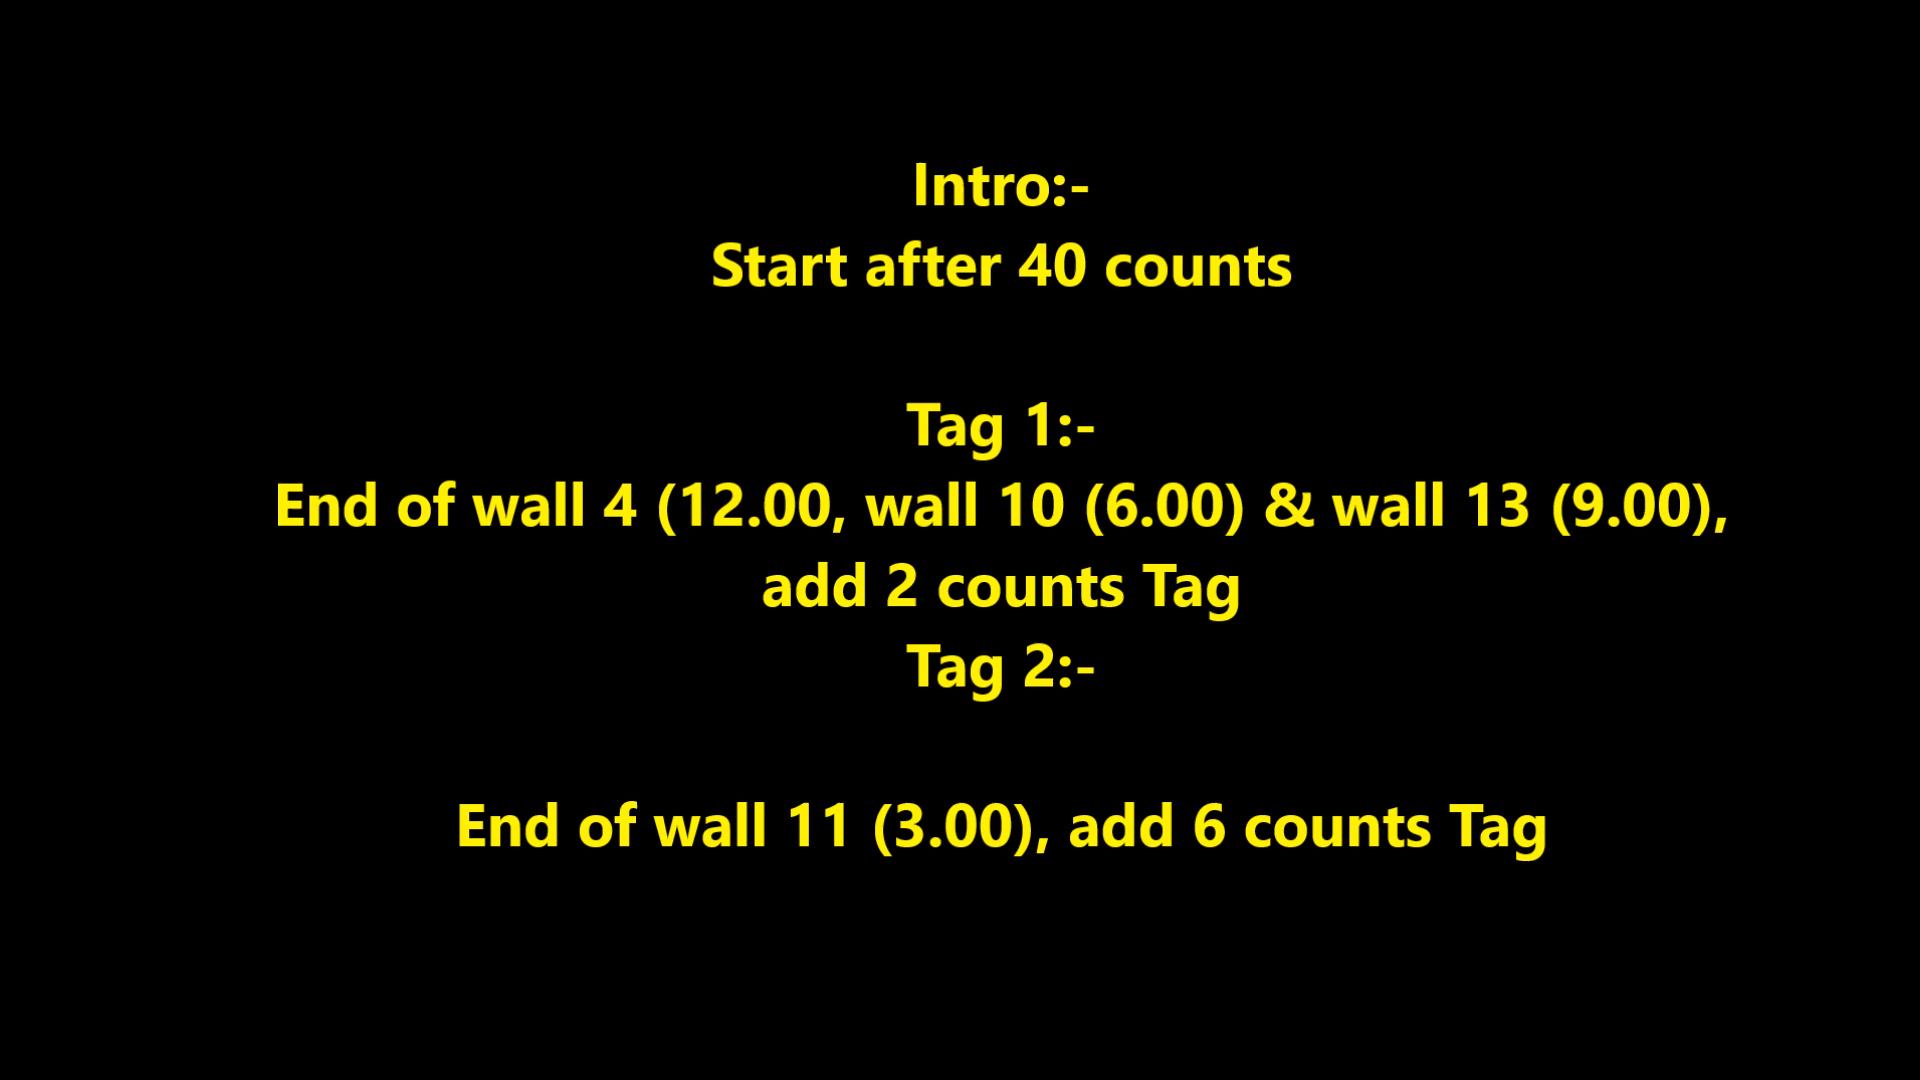 Intro:-
Start after 40 counts
Tag 1:-
End of wall 4 (12.00, wall 10 (6.00) & wall 13 (9.00),
add 2 counts Tag
Tag 2:-
End of wall 11 (3.00), add 6 counts Tag